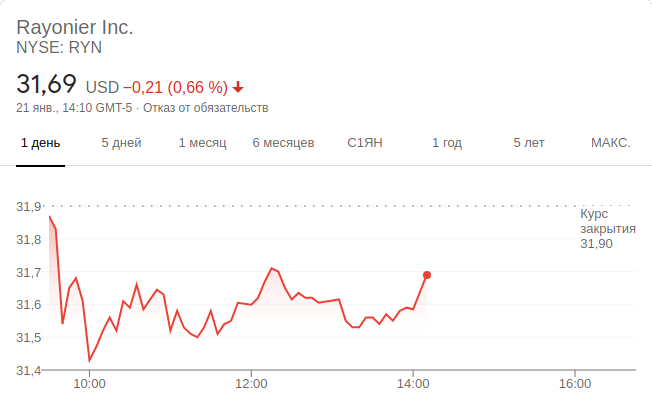 Rayonier Inc.
NYSE: RYN
31,69 USD −0,21 (0,66 %)
21 янв., 14:10 GMT-5 · Отказ от обязательств
1 день 5 дней 1 месяц 6 месяцев С1ЯН 1 год 5 лет МАКС.
31,9
Курс
закрытия
31,90
31,8
31,7
31,6
31,5
31,4
10:00 12:00 14:00 16:00